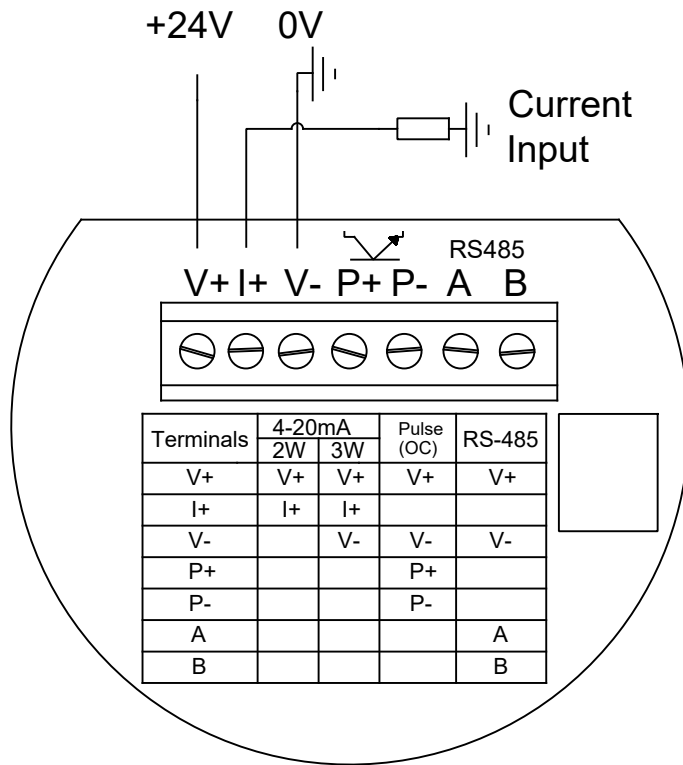 +24V 0V
Current
Input
RS485
V+ I+ V- P+ P- A B
Terminals 4-20mA Pulse (OC) RS-485
2W 3W
V+ V+ V+ V+ V+
I+ I+ I+
V- V- V- V-
P+ P+
P- P-
A A
B B